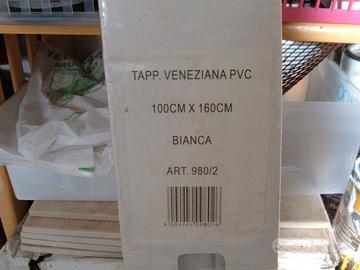 TAPP. VENEZIANA PVC
100CM X 160CM
BIANCA
ART. 980/2